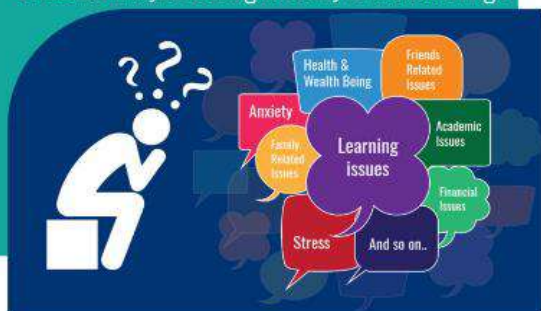 ? ? ?
Health &
Wealth Being
Friends
Related
Issues
Anxiety
Academic
Issues
Family
Related
Issues
Learning
issues
Financial
Issues
Stress
And so on..